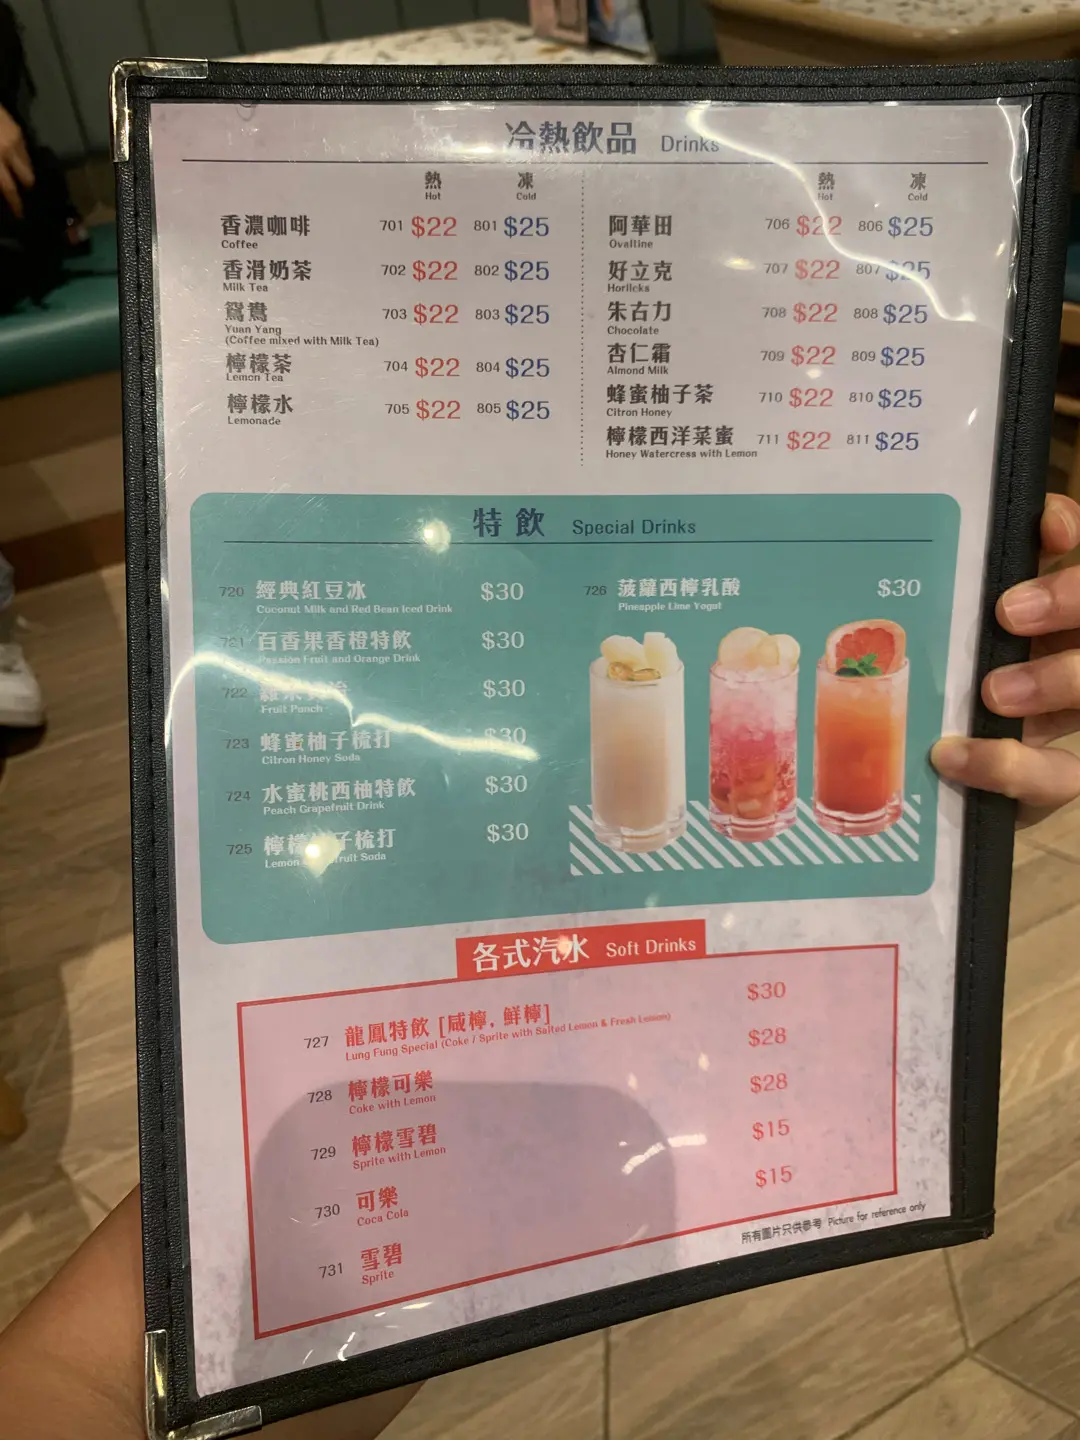 冷熱飲品 Drinks
熱 凍
Hot Cold
香濃咖啡 701 $22 801 $25
Coffee
香滑奶茶 702 $22 802 $25
Milk Tea
鴛鴦 703 $22 803 $25
Yuan Yang
(Coffee mixed with Milk Tea)
檸檬茶 704 $22 804 $25
Lemon Tea
檸檬水 705 $22 805 $25
Lemonade
熱 凍
Hot Cold
阿華田 706 $22 806 $25
Ovaltine
好立克 707 $22 807 $25
Horlicks
朱古力 708 $22 808 $25
Chocolate
杏仁霜 709 $22 809 $25
Almond Milk
蜂蜜柚子茶 710 $22 810 $25
Citron Honey
檸檬西洋菜蜜 711 $22 811 $25
Honey Watercress with Lemon
特飲 Special Drinks
720 經典紅豆冰 $30
Cucunut Milk and Red Bean Iced Drink
721 百香果香橙特飲 $30
Passion Fruit and Orange Drink
722 $30
Fruit Punch
723 蜂蜜柚子梳打 $30
Citron Honey Soda
724 水蜜桃西柚特飲 $30
Peach Grapefruit Drink
725 檸檬 子梳打 $30
Lemon Soda
726 菠蘿西檸乳酸 $30
Pineapple Lime Yogat
各式汽水 Soft Drinks
727 龍鳳特飲 [咸檸, 鮮檸] $30
Lung Fung Special (Coke / Sprite with Salted Lemon & Fresh Lemon)
728 檸檬可樂 $28
Coke with Lemon
729 檸檬雪碧 $28
Sprite with Lemon
730 可樂 $15
Coca Cola
731 雪碧 $15
Sprite
所有圖片只供參考 Picture for reference only